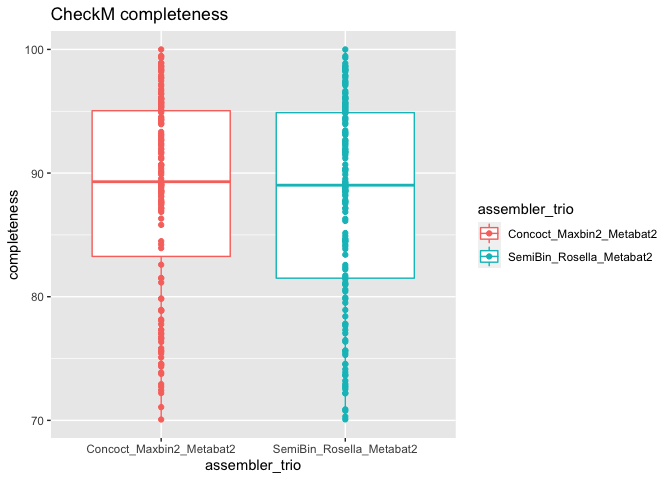 CheckM completeness
100
90
80
70
completeness
Concoct_Maxbin2_Metabat2
SemiBin_Rosella_Metabat2
assembler_trio
assembler_trio
Concoct_Maxbin2_Metabat2
SemiBin_Rosella_Metabat2